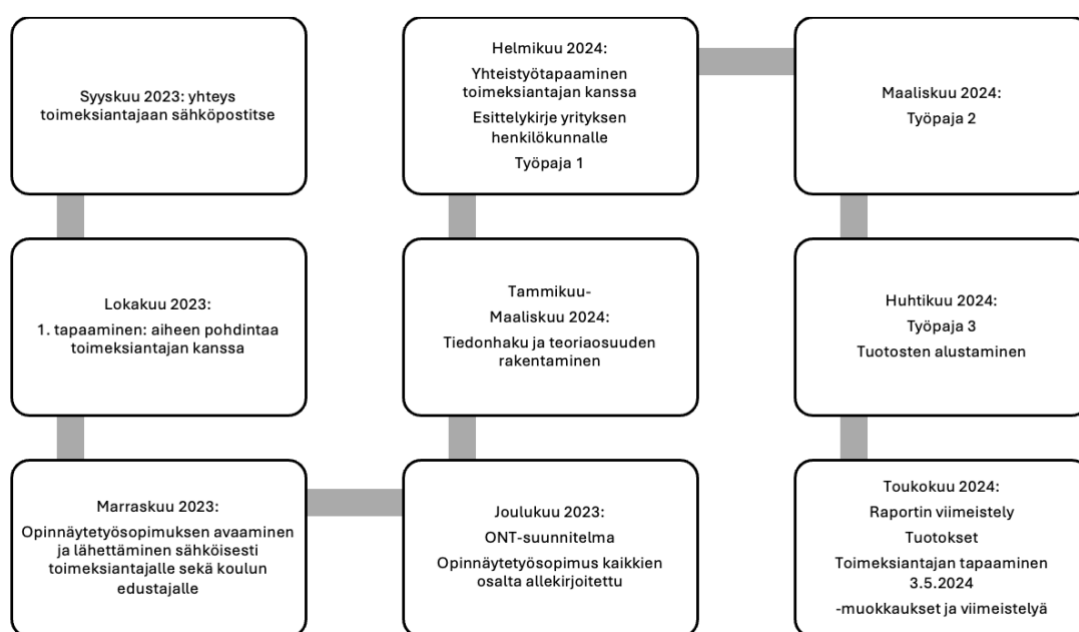 Syyskuu 2023: yhteys
toimeksiantajaan sähköpostitse
Lokakuu 2023:
1. tapaaminen: aiheen pohdintaa
toimeksiantajan kanssa
Marraskuu 2023:
Opinnäytetyösopimuksen avaaminen
ja lähettäminen sähköisesti
toimeksiantajalle sekä koulun
edustajalle
Joulukuu 2023:
ONT-suunnitelma
Opinnäytetyösopimus kaikkien
osalta allekirjoitettu
Tammikuu-
Maaliskuu 2024:
Tiedonhaku ja teoriaosuuden
rakentaminen
Helmikuu 2024:
Yhteistyötapaaminen
toimeksiantajan kanssa
Esittelykirje yrityksen
henkilökunnalle
Työpaja 1
Maaliskuu 2024:
Työpaja 2
Huhtikuu 2024:
Työpaja 3
Tuotosten alustaminen
Toukokuu 2024:
Raportin viimeistely
Tuotokset
Toimeksiantajan tapaaminen
3.5.2024
-muokkaukset ja viimeistelyä